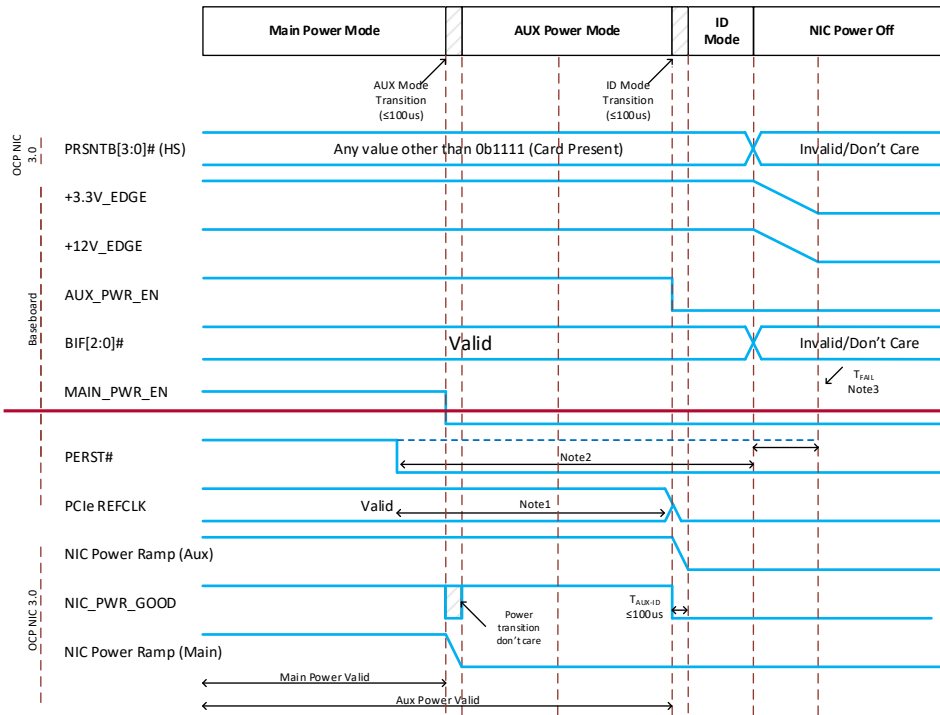 Main Power Mode
AUX Power Mode
ID
Mode
NIC Power Off
AUX Mode
Transition
(≤100us)
ID Mode
Transition
(≤100us)
OCP NIC
3.0
PRSNTB[3:0]# (HS)
Any value other than 0b1111 (Card Present)
Invalid/Don't Care
+3.3V_EDGE
+12V_EDGE
Baseboard
AUX_PWR_EN
BIF[2:0]#
Valid
Invalid/Don't Care
TFAIL
Note3
MAIN_PWR_EN
PERST#
Note2
PCIe REFCLK
Valid
Note1
NIC Power Ramp (Aux)
OCP NIC 3.0
NIC_PWR_GOOD
Power
transition
don't care
TAUX-ID
≤100us
NIC Power Ramp (Main)
Main Power Valid
Aux Power Valid